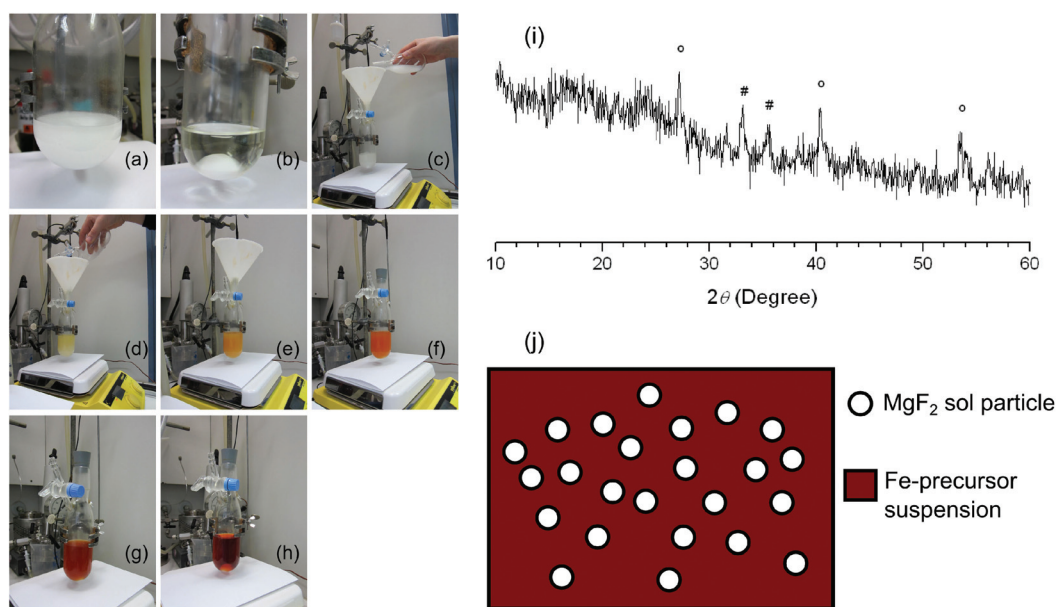 (a)
(b)
(c)
(d)
(e)
(f)
(g)
(h)
(i)
o
#
#
o
o
10 20 30 40 50 60
2θ (Degree)
(j)
MgF₂ sol particle
Fe-precursor
suspension